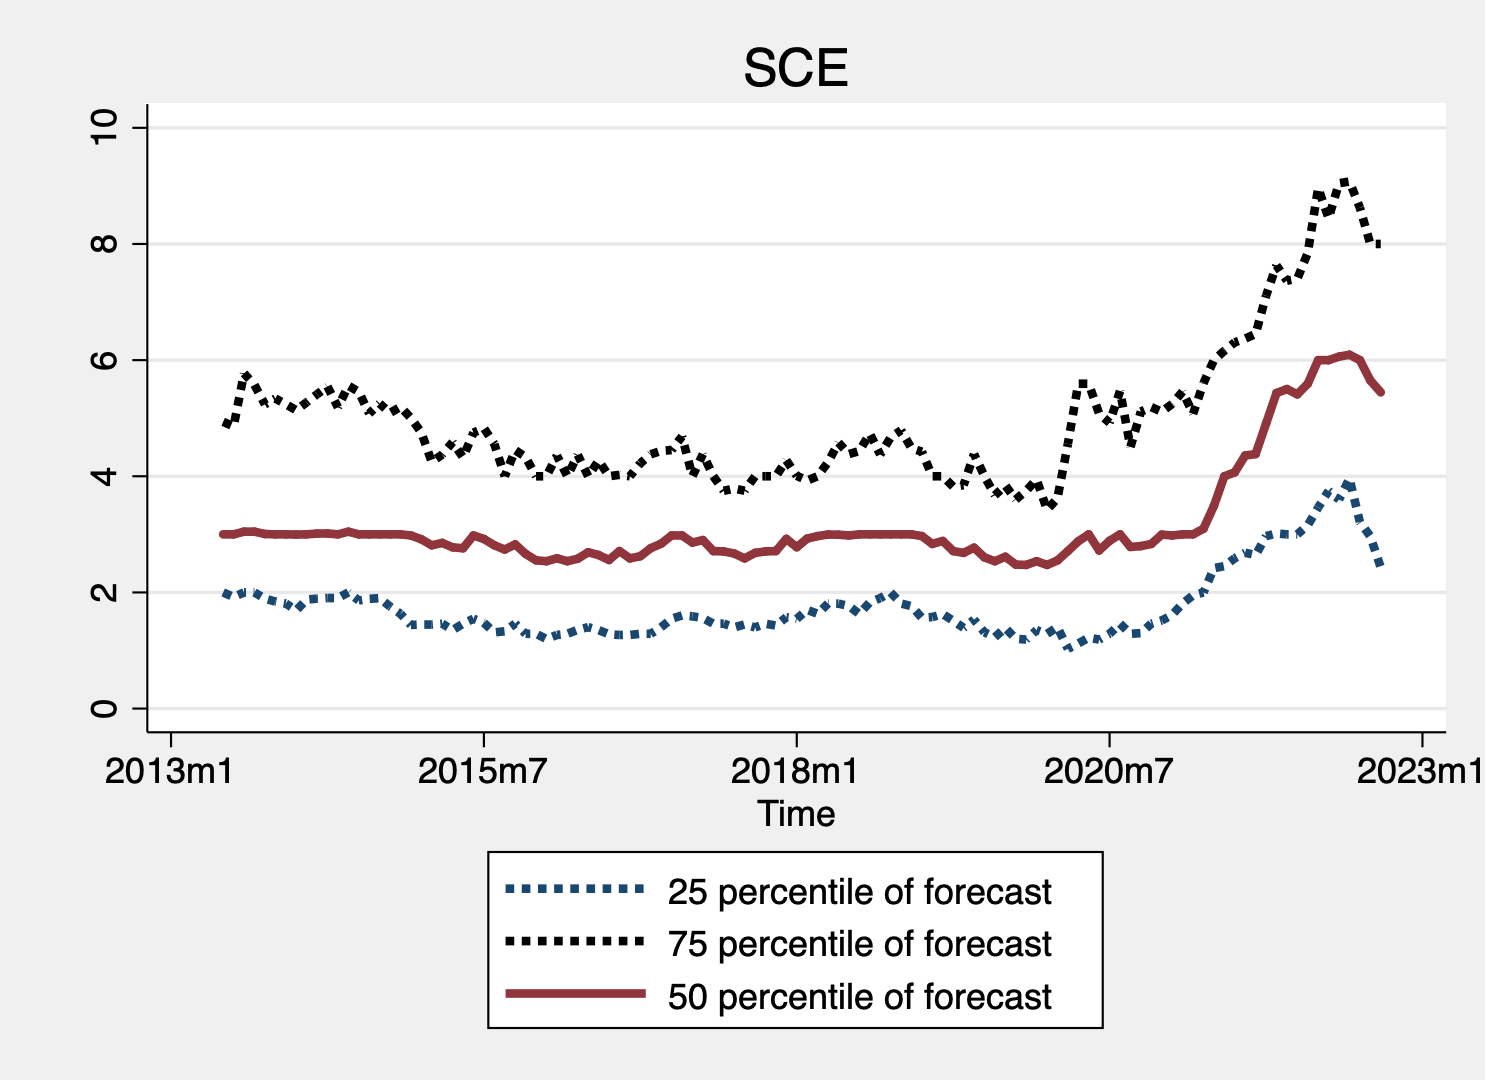 SCE
10
8
6
4
2
0
2013m1 2015m7 2018m1 2020m7 2023m1
Time
25 percentile of forecast
75 percentile of forecast
50 percentile of forecast